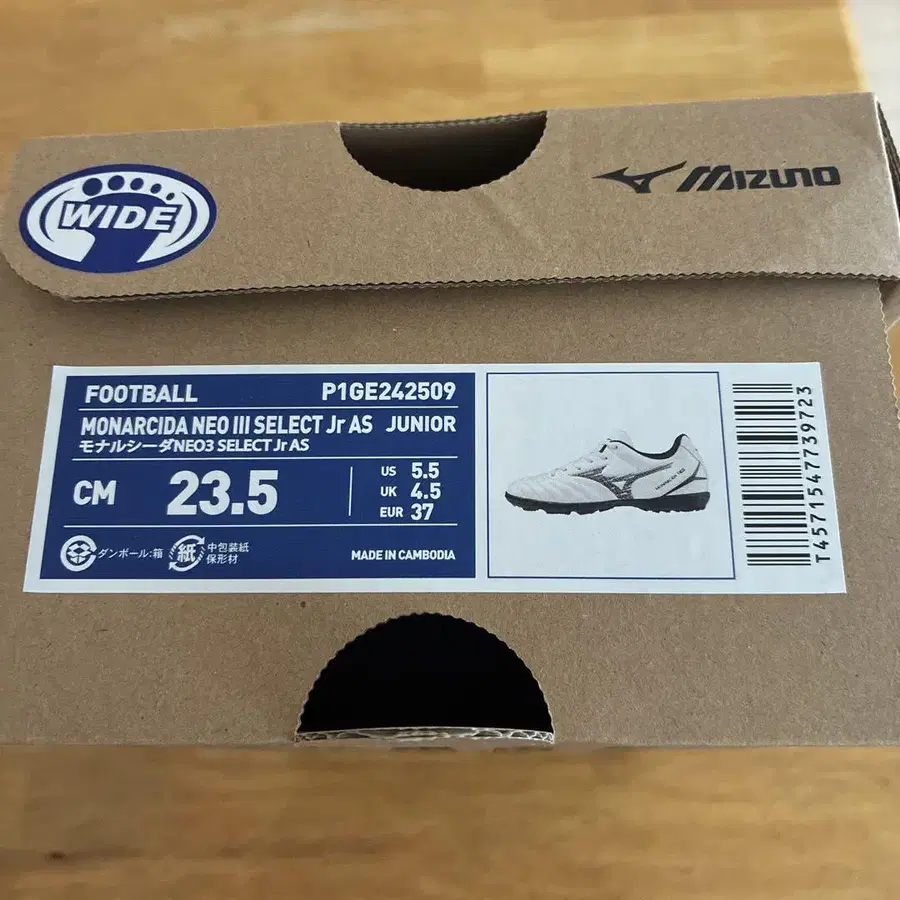 WIDE
MIZUNO
FOOTBALL P1GE242509
MONARCIDA NEO III SELECT Jr AS JUNIOR
モナルシーダNEO3 SELECT Jr AS
CM 23.5
US 5.5
UK 4.5
EUR 37
ダンボール:箱
紙
中包装紙
保形材
MADE IN CAMBODIA
T4571547739723